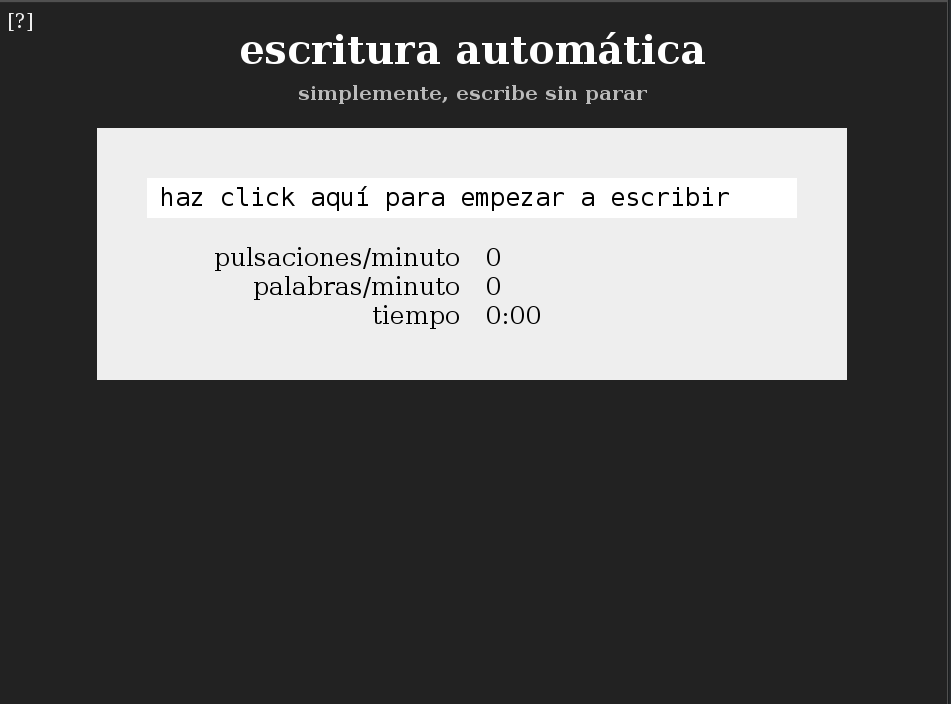 [?]
escritura automática
simplemente, escribe sin parar
haz click aquí para empezar a escribir
pulsaciones/minuto 0
palabras/minuto 0
tiempo 0:00